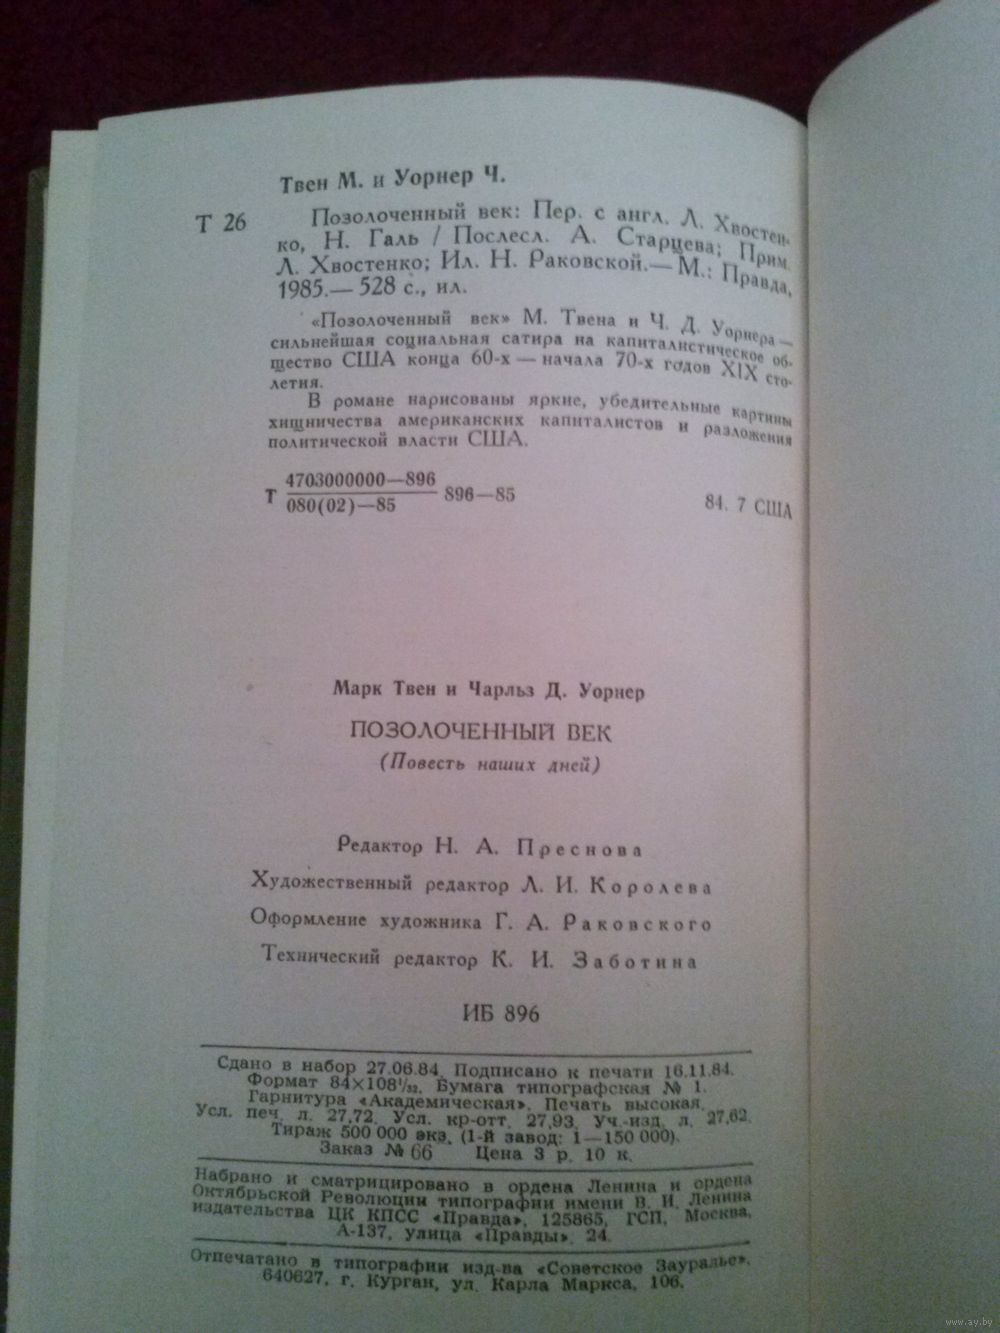 Твен М. и Уорнер Ч.
Т 26 Позолоченный век: Пер. с англ. Л. Хвостен-
ко, Н. Галь / Послесл. А. Старцева; Прим.
Л. Хвостенко; Ил. Н. Раковской.— М.: Правда,
1985.— 528 с., ил.
«Позолоченный век» М. Твена и Ч. Д. Уорнера —
сильнейшая социальная сатира на капиталистическое об-
щество США конца 60-х — начала 70-х годов XIX сто-
летия.
В романе нарисованы яркие, убедительные картины
хищничества американских капиталистов и разложения
политической власти США.
Т 4703000000—896
080(02)—85 896—85 84. 7 США
Марк Твен и Чарльз Д. Уорнер
ПОЗОЛОЧЕННЫЙ ВЕК
(Повесть наших дней)
Редактор Н. А. Преснова
Художественный редактор Л. И. Королева
Оформление художника Г. А. Раковского
Технический редактор К. И. Заботина
ИБ 896
Сдано в набор 27.06.84. Подписано к печати 16.11.84.
Формат 84×108¹/₃₂. Бумага типографская № 1.
Гарнитура «Академическая». Печать высокая.
Усл. печ. л. 27,72. Усл. кр-отт. 27,93. Уч.-изд. л. 27,62.
Тираж 500 000 экз. (1-й завод: 1—150 000).
Заказ № 66 Цена 3 р. 10 к.
Набрано и сматрицировано в ордена Ленина и ордена
Октябрьской Революции типографии имени В. И. Ленина
издательства ЦК КПСС «Правда», 125865, ГСП, Москва,
А-137, улица «Правды», 24.
Отпечатано в типографии изд-ва «Советское Зауралье»,
640627, г. Курган, ул. Карла Маркса, 106.
www.ay.by